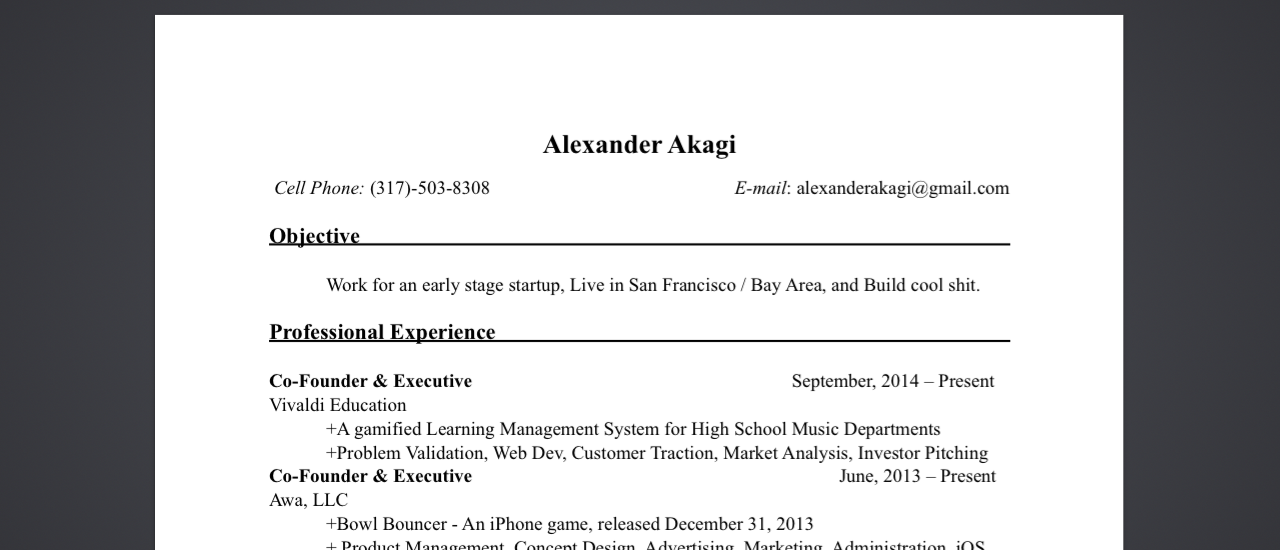 Alexander Akagi
Cell Phone: (317)-503-8308 E-mail: alexanderakagi@gmail.com
Objective
Work for an early stage startup, Live in San Francisco / Bay Area, and Build cool shit.
Professional Experience
Co-Founder & Executive September, 2014 – Present
Vivaldi Education
+A gamified Learning Management System for High School Music Departments
+Problem Validation, Web Dev, Customer Traction, Market Analysis, Investor Pitching
Co-Founder & Executive June, 2013 – Present
Awa, LLC
+Bowl Bouncer - An iPhone game, released December 31, 2013
+ Product Management, Concept Design, Advertising, Marketing, Administration, iOS